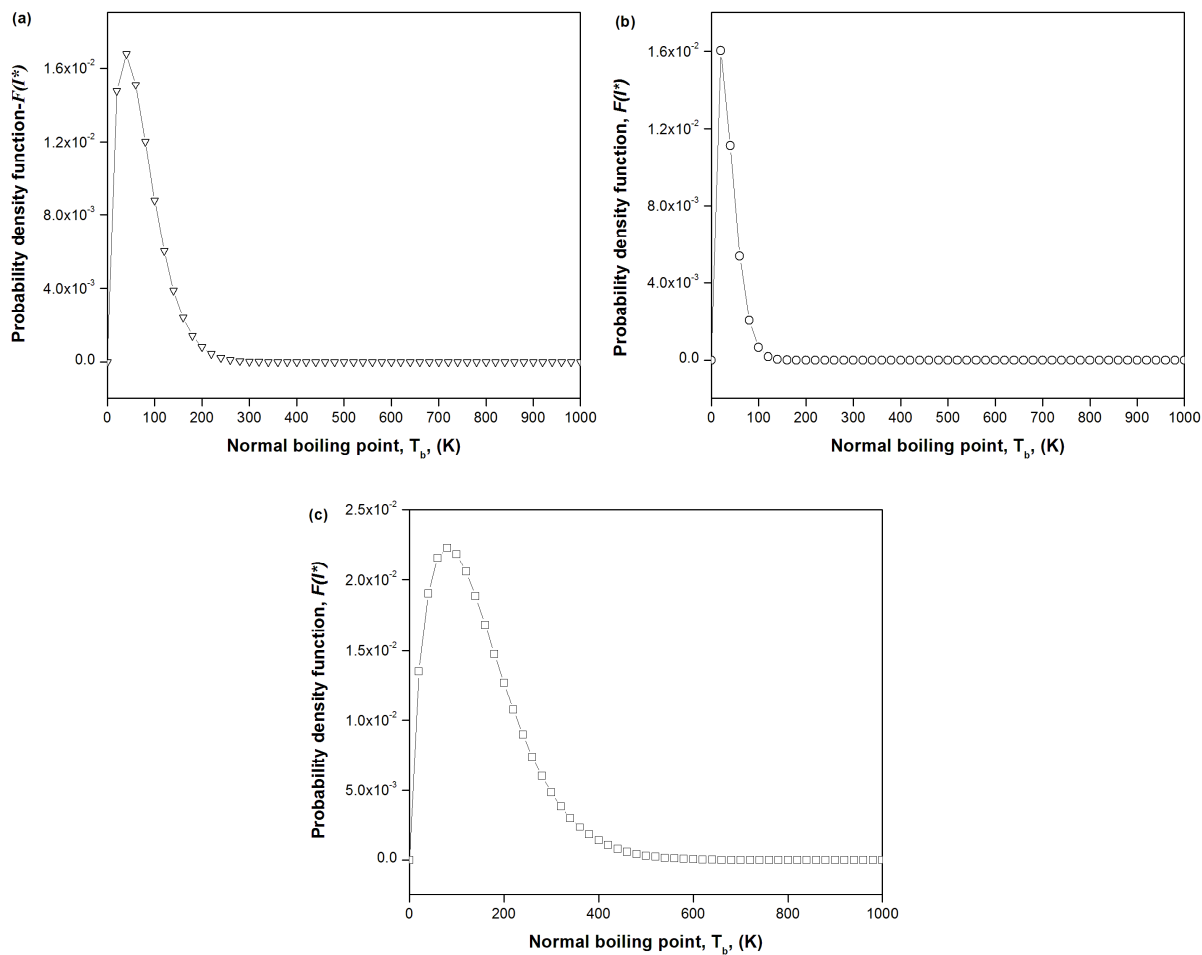 (a)
Probability density function-F(I*)
1.6x10⁻²
1.2x10⁻²
8.0x10⁻³
4.0x10⁻³
0.0
0 100 200 300 400 500 600 700 800 900 1000
Normal boiling point, T_b, (K)
(b)
Probability density function, F(I*)
1.6x10⁻²
1.2x10⁻²
8.0x10⁻³
4.0x10⁻³
0.0
0 100 200 300 400 500 600 700 800 900 1000
Normal boiling point, T_b, (K)
(c)
Probability density function, F(I*)
2.5x10⁻²
2.0x10⁻²
1.5x10⁻²
1.0x10⁻²
5.0x10⁻³
0.0
0 200 400 600 800 1000
Normal boiling point, T_b, (K)